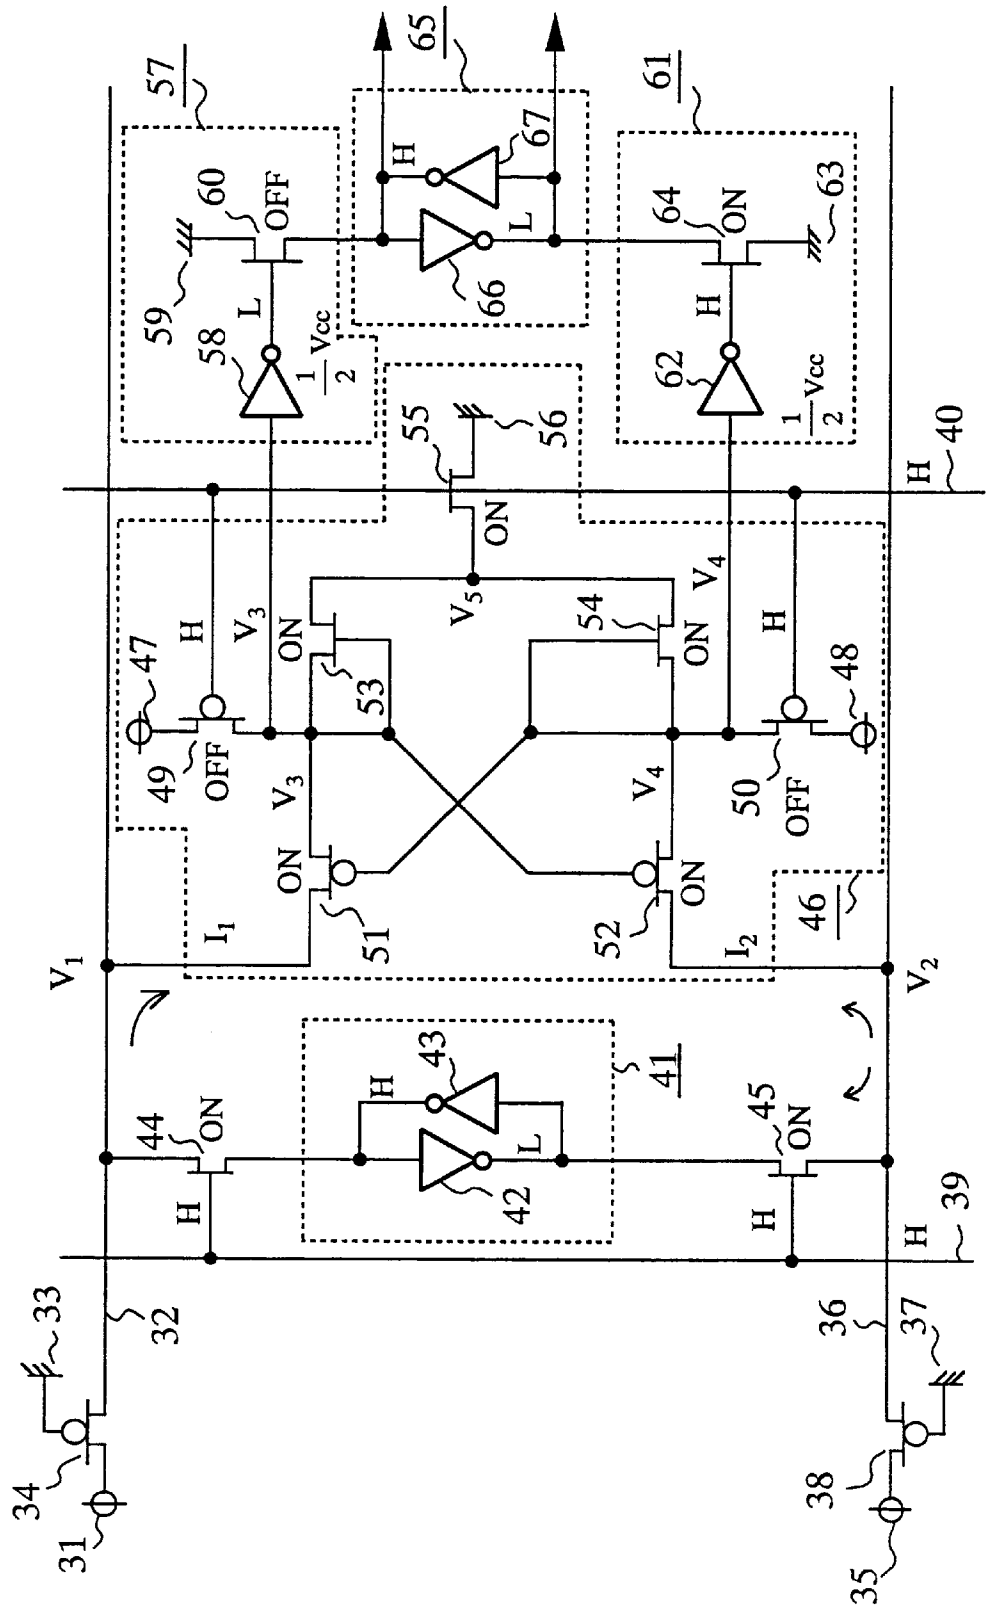 57
65
61
59
60
OFF
H
67
64
ON
63
L
58
L
66
H
62
1/2 Vcc
1/2 Vcc
55
56
ON
40
H
47
H
V3
ON
53
V5
54
ON
V4
H
48
49
OFF
V3
V4
50
OFF
ON
51
52
ON
46
I1
I2
V1
V2
44
ON
H
H
43
41
42
L
45
ON
H
39
H
33
32
34
31
36
37
38
35